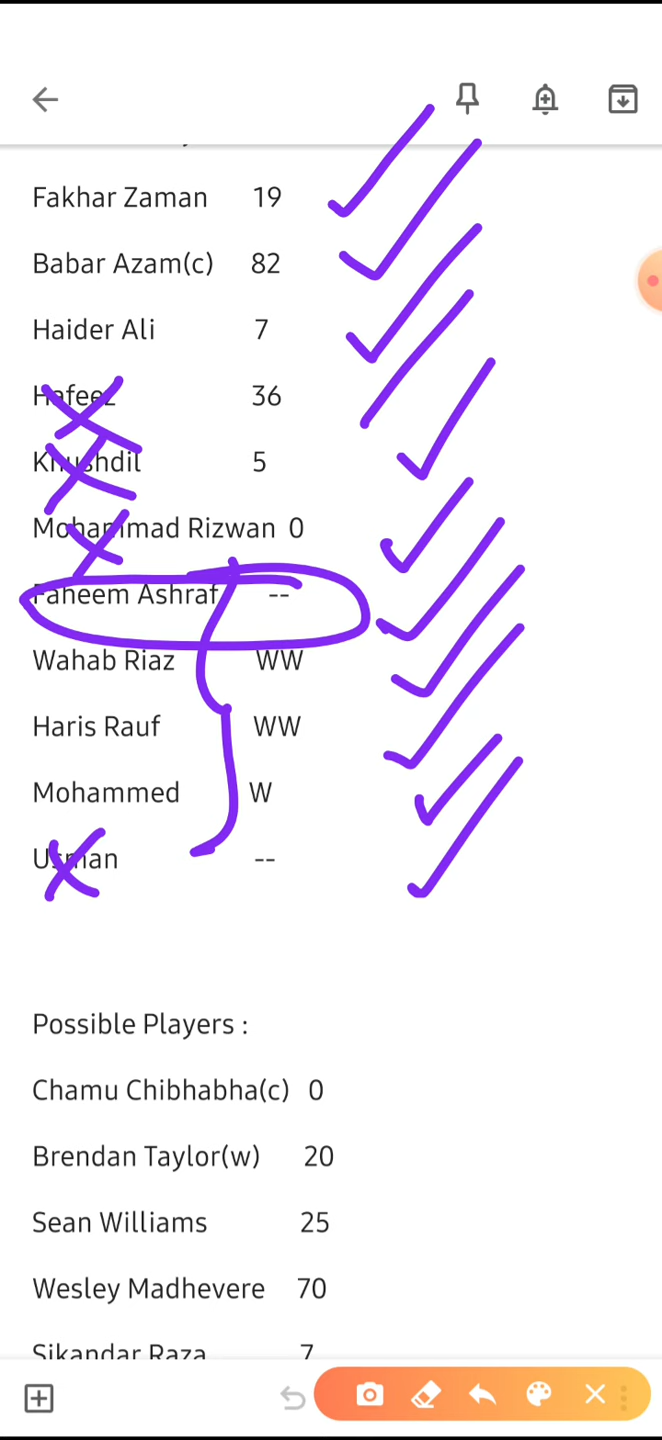 Fakhar Zaman 19
Babar Azam(c) 82
Haider Ali 7
Hafeez 36
Khushdil 5
Mohammad Rizwan 0
Faheem Ashraf --
Wahab Riaz WW
Haris Rauf WW
Mohammed W
Usman --
Possible Players :
Chamu Chibhabha(c) 0
Brendan Taylor(w) 20
Sean Williams 25
Wesley Madhevere 70
Sikandar Raza 7